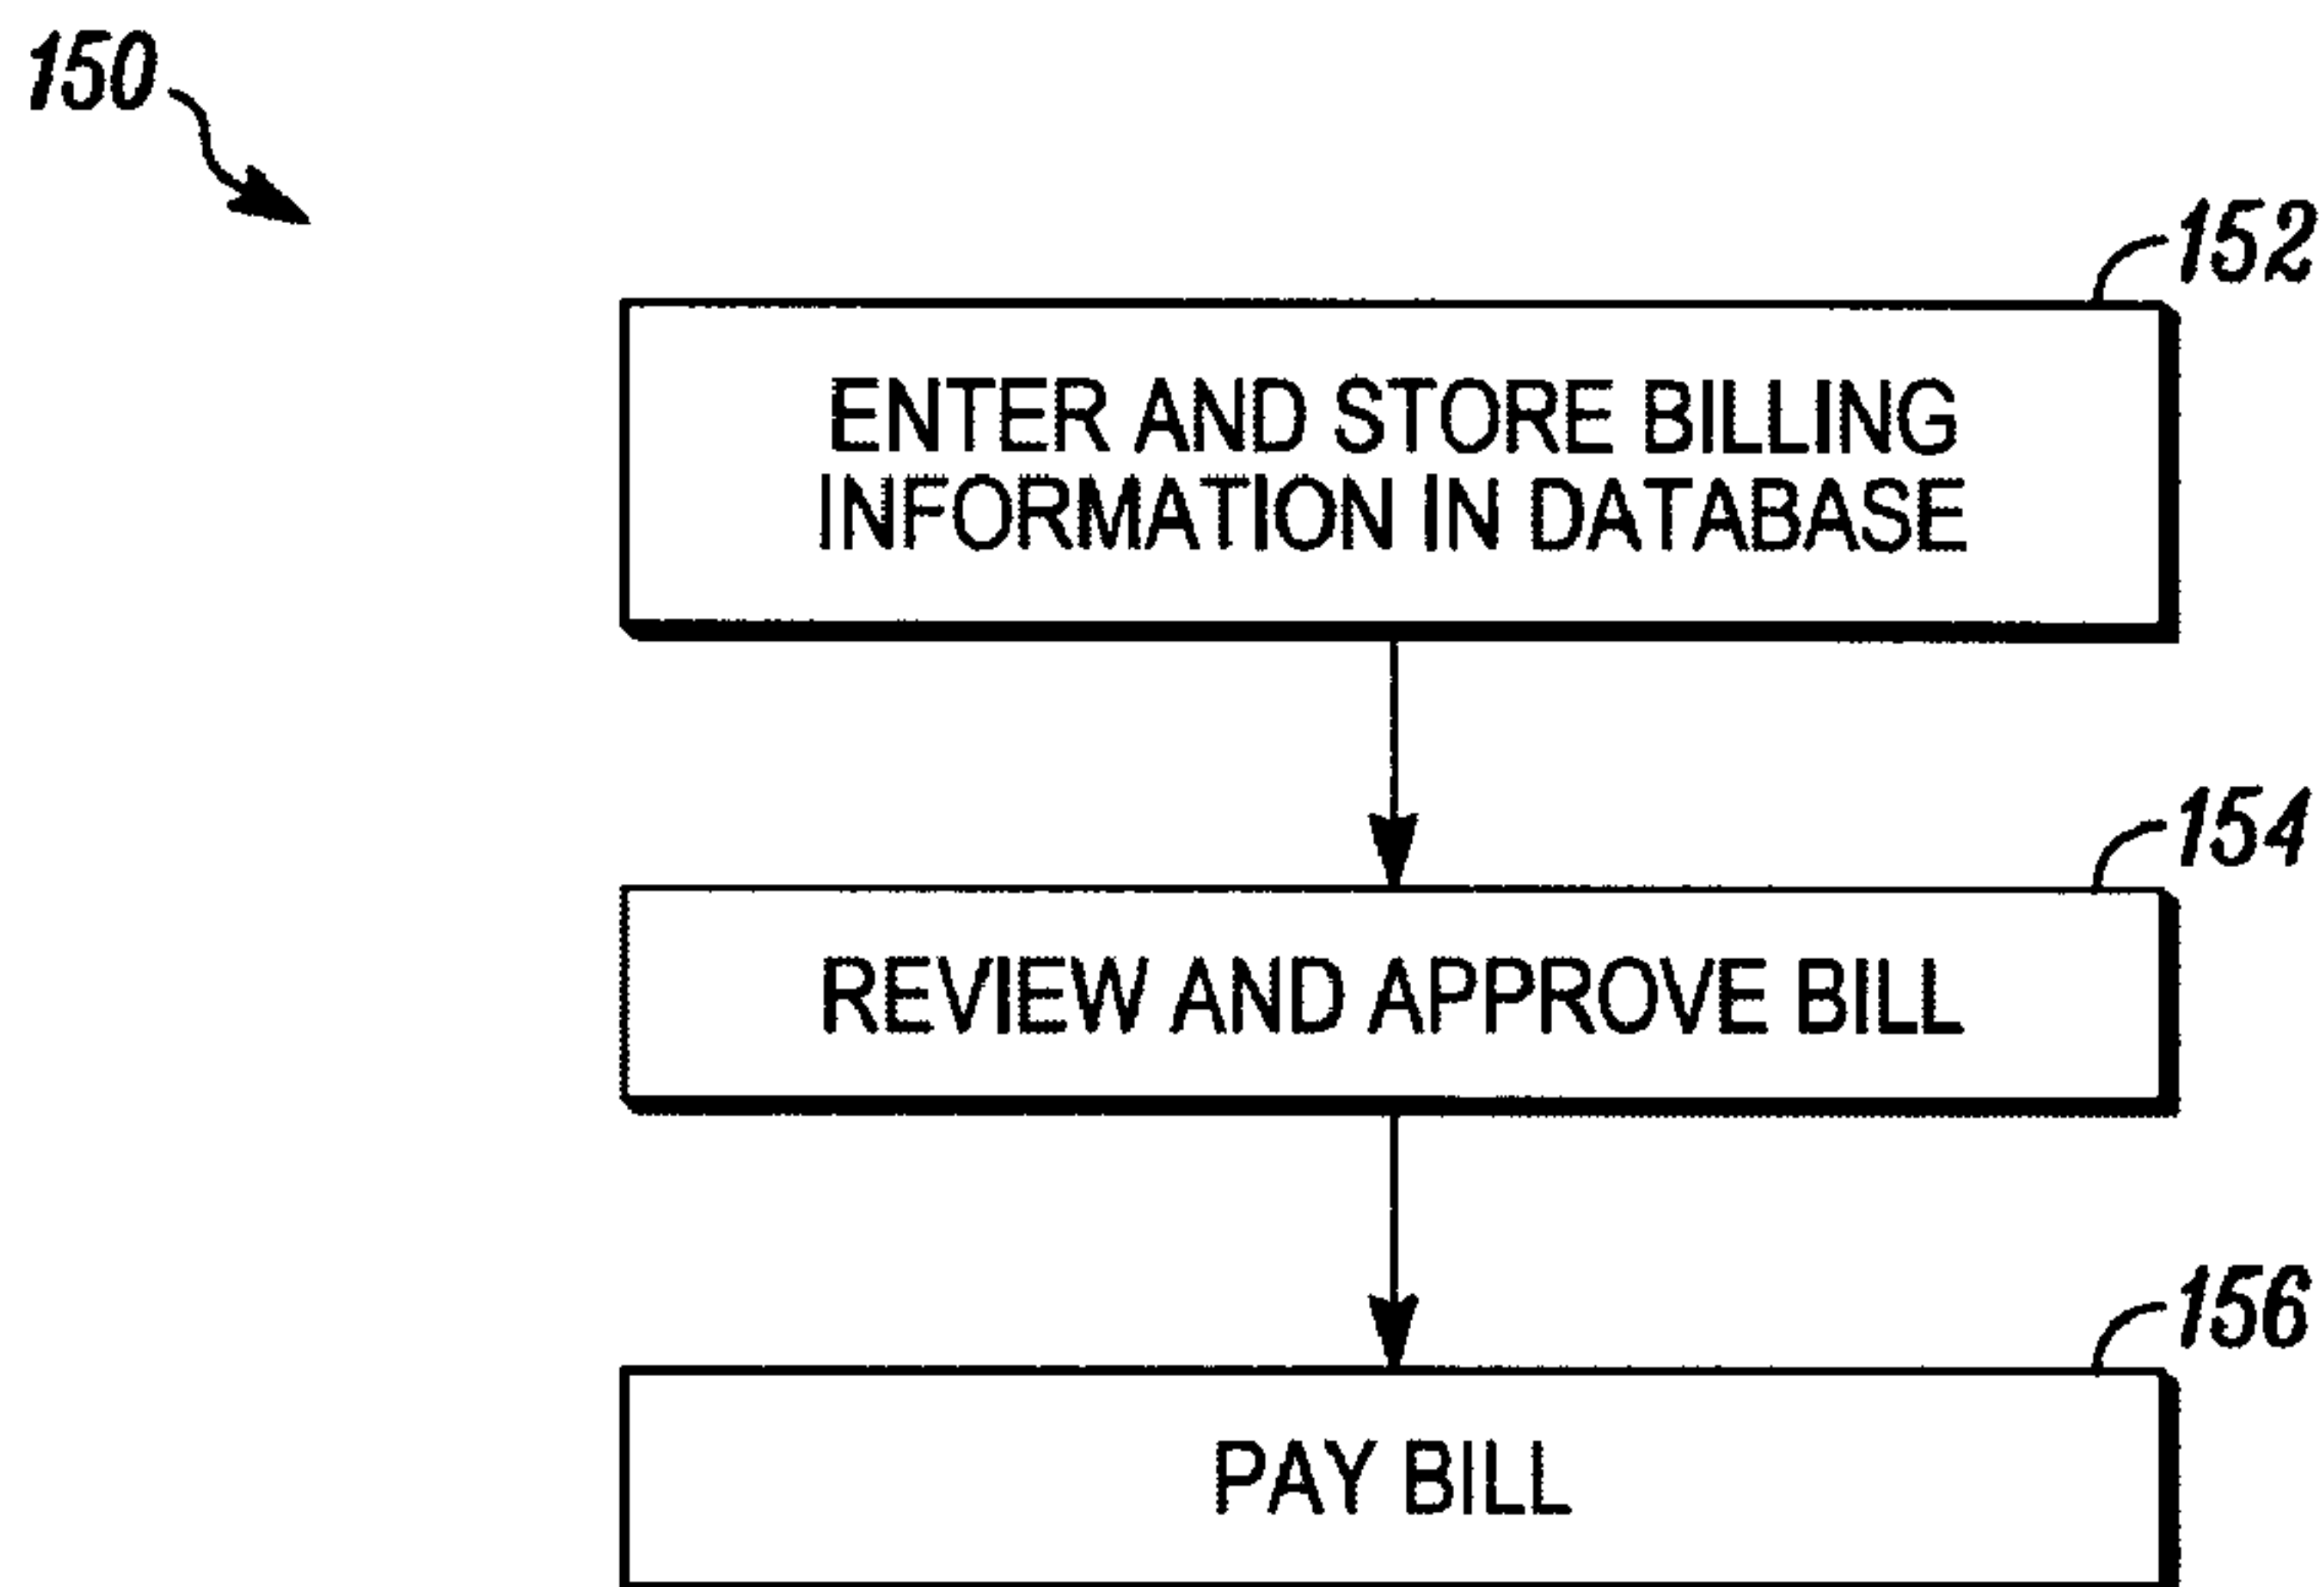 150
152
ENTER AND STORE BILLING
INFORMATION IN DATABASE
154
REVIEW AND APPROVE BILL
156
PAY BILL